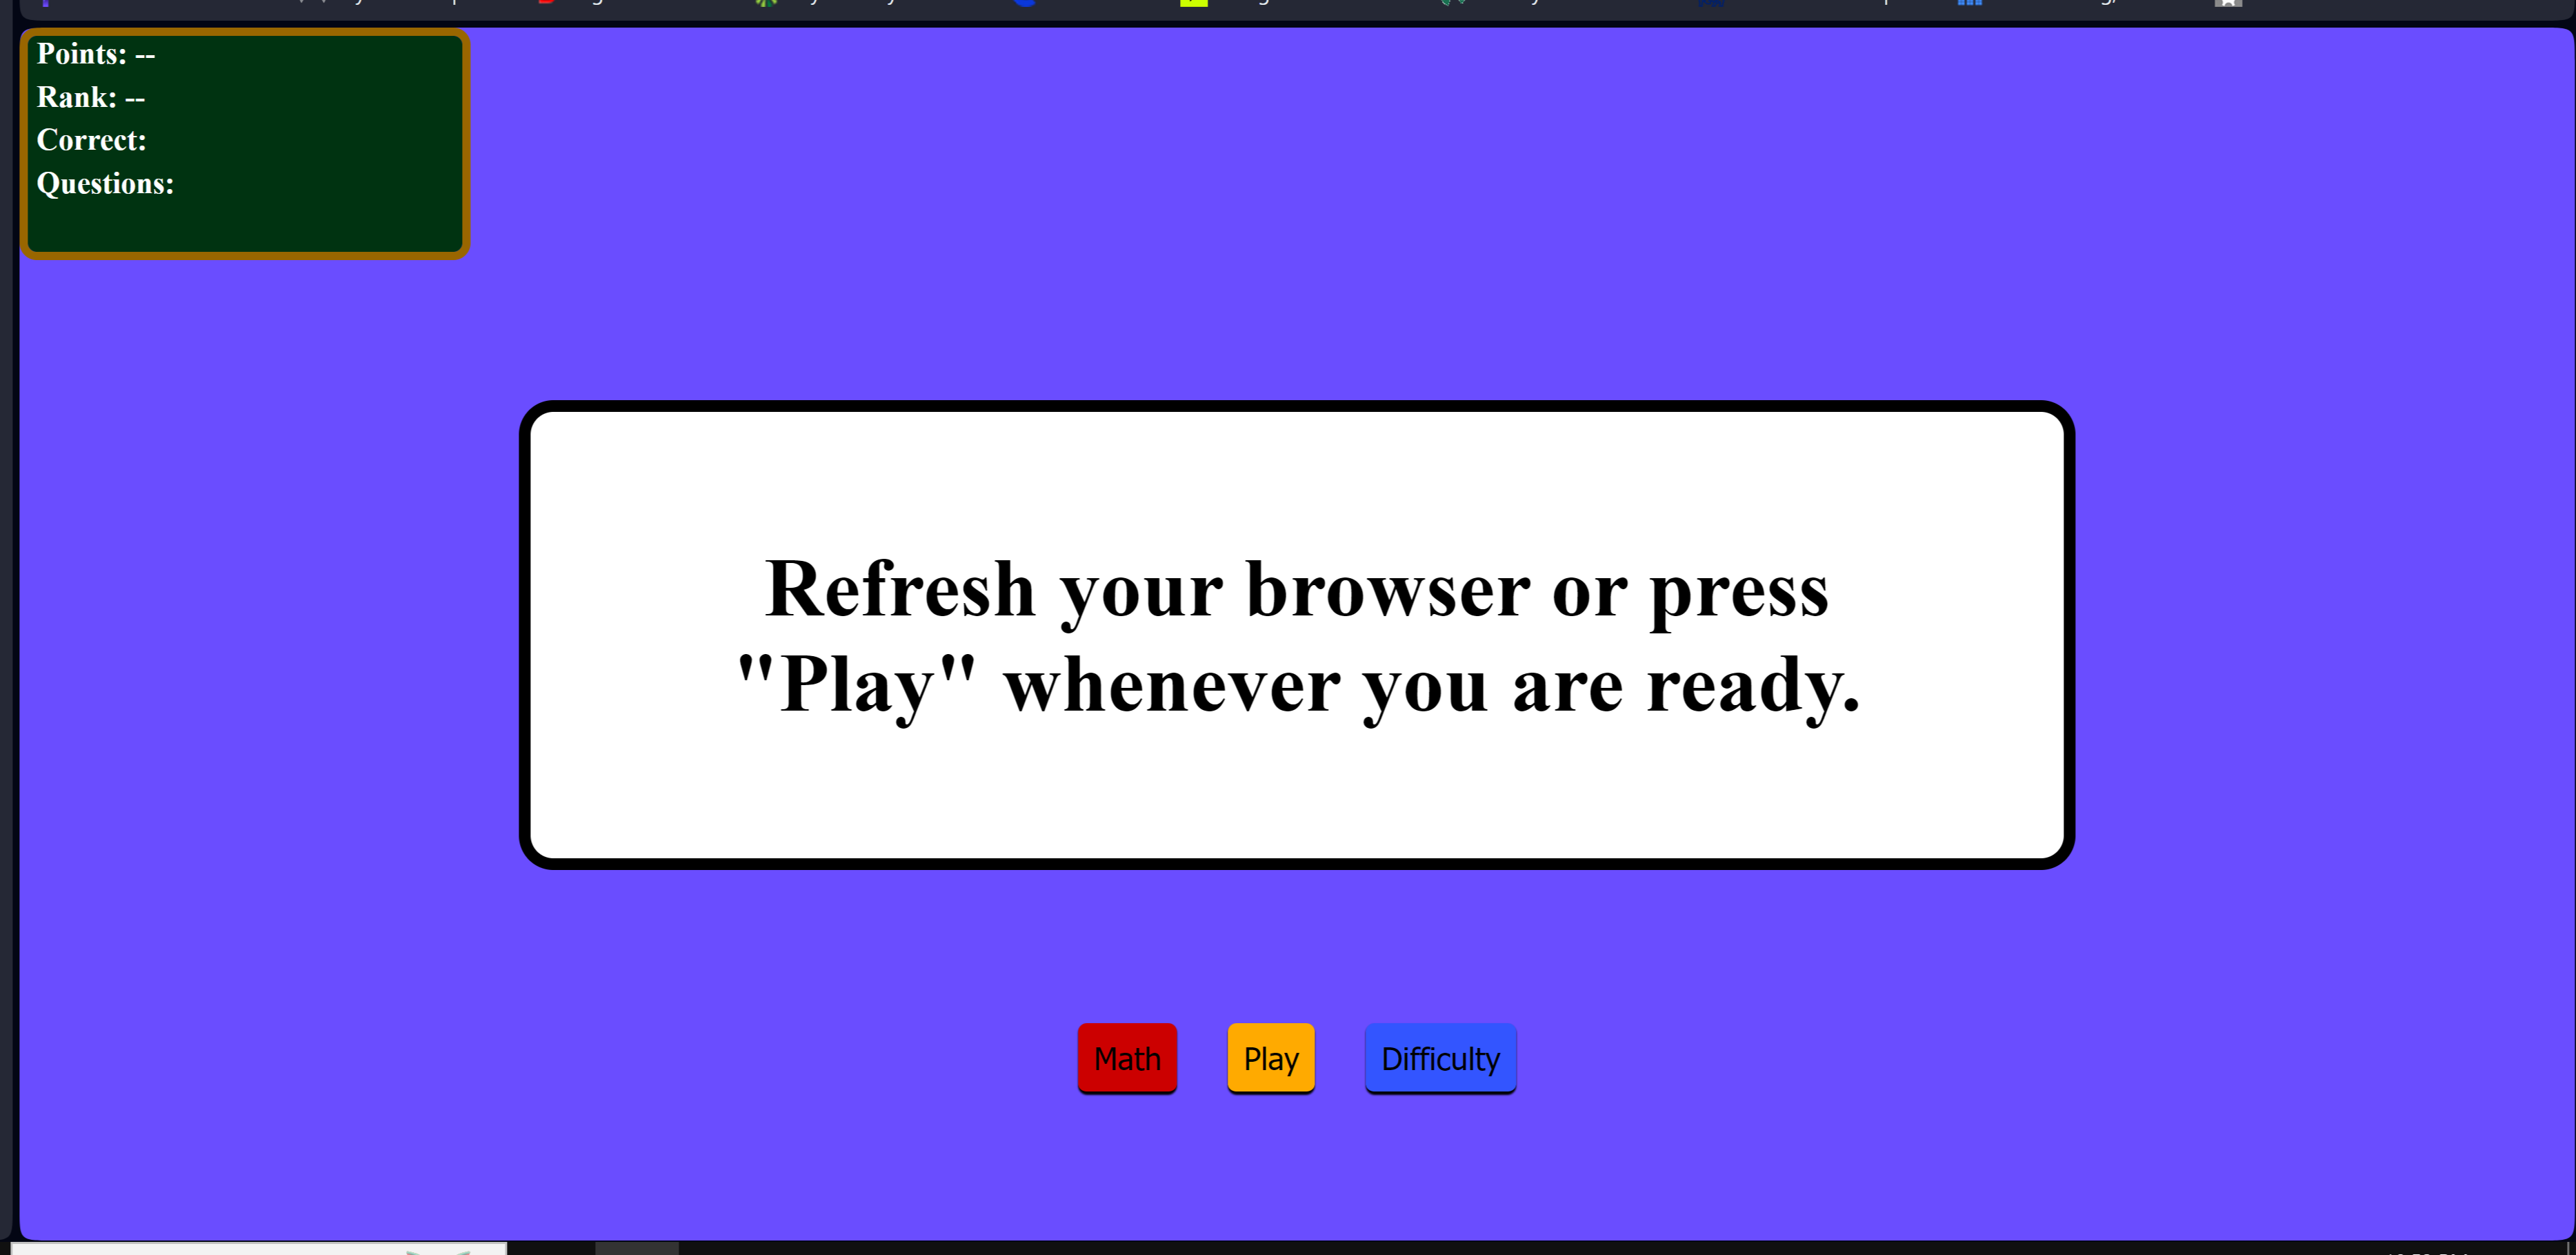 Points: --
Rank: --
Correct:
Questions:
Refresh your browser or press
"Play" whenever you are ready.
Math
Play
Difficulty